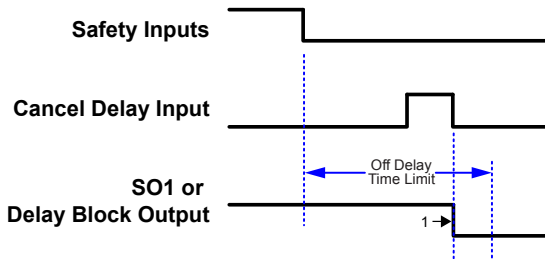 Safety Inputs
Cancel Delay Input
Off Delay
Time Limit
SO1 or
Delay Block Output
1